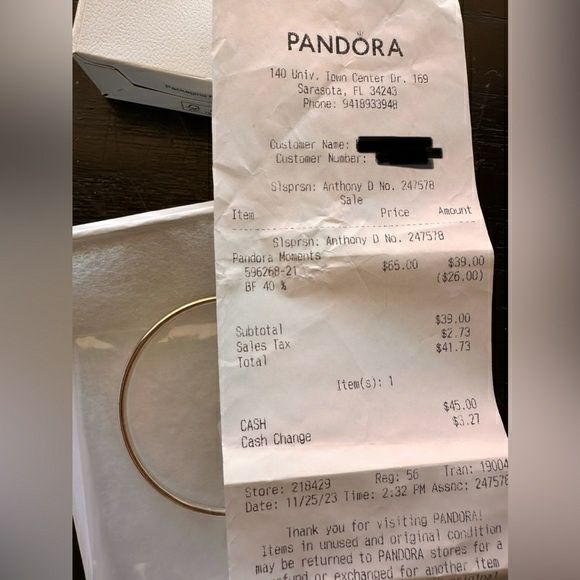 Packaging
PANDORA
140 Univ. Town Center Dr. 169
Sarasota, FL 34243
Phone: 9418933948
Customer Name:
Customer Number:
Slsprsn: Anthony D No. 247578
Sale
Item Price Amount
Slsprsn: Anthony D No. 247578
Pandora Moments
596268-21 $65.00 $39.00
BF 40 % ($26.00)
Subtotal $39.00
Sales Tax $2.73
Total $41.73
Item(s): 1
CASH $45.00
Cash Change $3.27
Store: 218429 Reg: 56 Tran: 19004
Date: 11/25/23 Time: 2:32 PM Assoc: 247578
Thank you for visiting PANDORA!
Items in unused and original condition
may be returned to PANDORA stores for a
fund or exchanged for another item